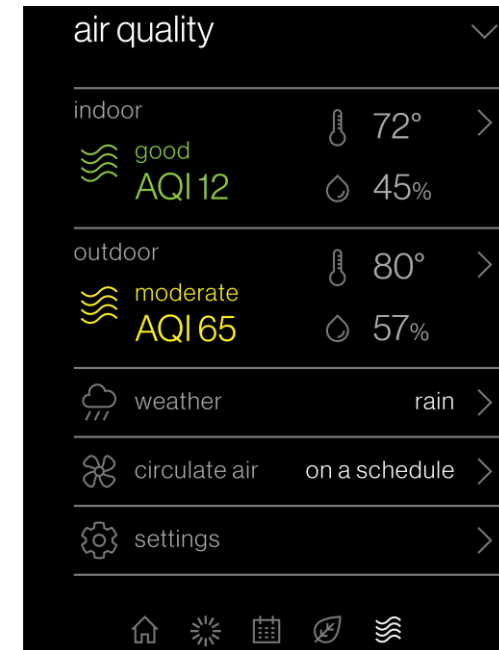 air quality
indoor
72°
good
AQI 12
45%
outdoor
80°
moderate
AQI 65
57%
weather rain
circulate air on a schedule
settings